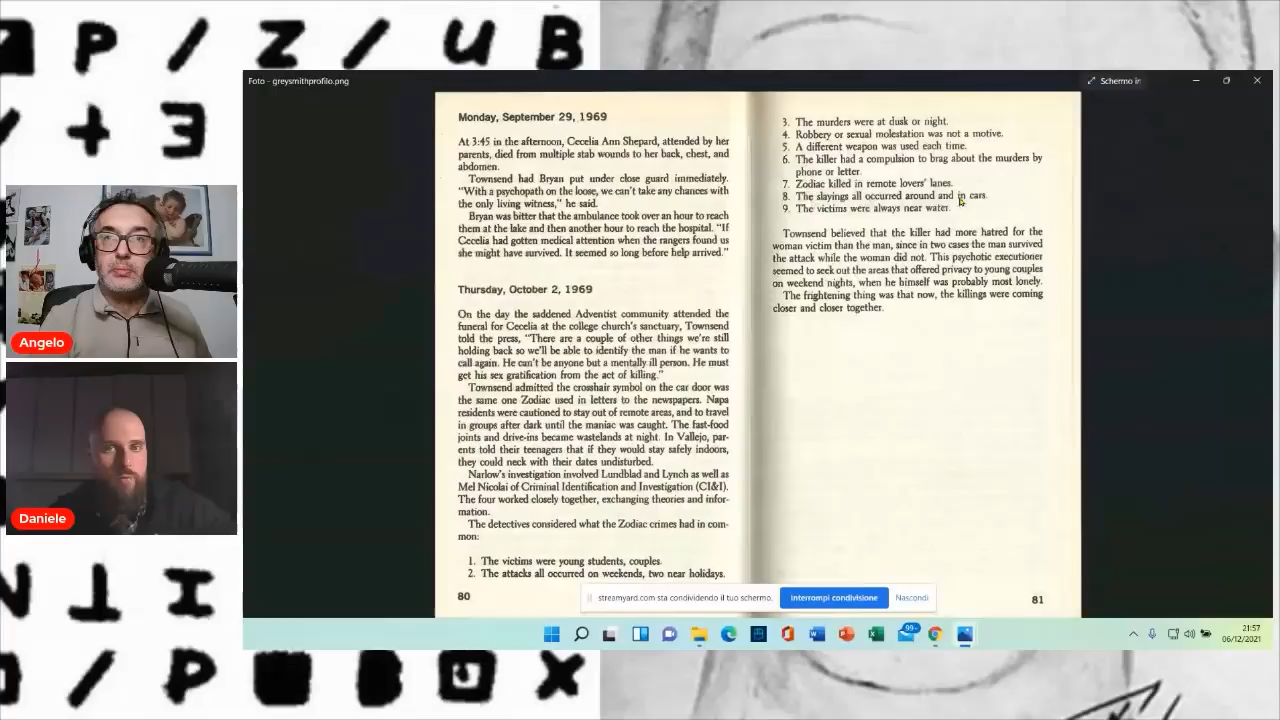 Foto - greysmithprofilo.png
Schermo in
Monday, September 29, 1969
At 3:45 in the afternoon, Cecelia Ann Shepard, attended by her
parents, died from multiple stab wounds to her back, chest, and
abdomen.
Townsend had Bryan put under close guard immediately.
"With a psychopath on the loose, we can't take any chances with
the only living witness," he said.
Bryan was bitter that the ambulance took over an hour to reach
them at the lake and then another hour to reach the hospital. "If
Cecelia had gotten medical attention when the rangers found us
she might have survived. It seemed so long before help arrived."
Thursday, October 2, 1969
On the day the saddened Adventist community attended the
funeral for Cecelia at the college church's sanctuary, Townsend
told the press, "There are a couple of other things we're still
holding back so we'll be able to identify the man if he wants to
call again. He can't be anyone but a mentally ill person. He must
get his sex gratification from the act of killing."
Townsend admitted the crosshair symbol on the car door was
the same one Zodiac used in letters to the newspapers. Napa
residents were cautioned to stay out of remote areas, and to travel
in groups after dark until the maniac was caught. The fast-food
joints and drive-ins became wastelands at night. In Vallejo, par-
ents told their teenagers that if they would stay safely indoors,
they could neck with their dates undisturbed.
Narlow's investigation involved Lundblad and Lynch as well as
Mel Nicolai of Criminal Identification and Investigation (CI&I).
The four worked closely together, exchanging theories and infor-
mation.
The detectives considered what the Zodiac crimes had in com-
mon:
1. The victims were young students, couples.
2. The attacks all occurred on weekends, two near holidays.
80
3. The murders were at dusk or night.
4. Robbery or sexual molestation was not a motive.
5. A different weapon was used each time.
6. The killer had a compulsion to brag about the murders by
phone or letter.
7. Zodiac killed in remote lovers' lanes.
8. The slayings all occurred around and in cars.
9. The victims were always near water.
Townsend believed that the killer had more hatred for the
woman victim than the man, since in two cases the man survived
the attack while the woman did not. This psychotic executioner
seemed to seek out the areas that offered privacy to young couples
on weekend nights, when he himself was probably most lonely.
The frightening thing was that now, the killings were coming
closer and closer together.
81
streamyard.com sta condividendo il tuo schermo.
Interrompi condivisione
Nascondi
99+
21:57
06/12/2021
Angelo
Daniele
P / Z / U B
+ 3
I
/ P
X